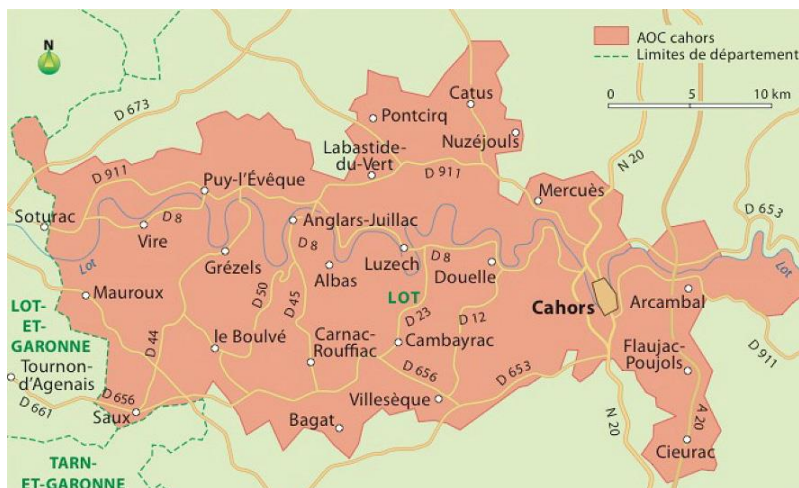 N
AOC cahors
Limites de département
0 5 10 km
D 673
Catus
Pontcirq
Nuzéjouls
N 20
Labastide-
du-Vert
D 911
Puy-l'Évêque
D 911
Mercuès
D 653
Soturac
D 8
Vire
Anglars-Juillac
D 8
Lot
Grézels
Albas
Luzech
D 8
Douelle
Lot
Mauroux
D 50
D 45
LOT
Cahors
Arcambal
LOT-
ET-
GARONNE
D 44
le Boulvé
Carnac-
Rouffiac
D 23
D 12
Cambayrac
Flaujac-
Poujols
D 911
Tournon-
d'Agenais
D 656
D 653
D 661
D 656
Saux
Villesèque
Bagat
N 20
A 20
Cieurac
TARN-
ET-GARONNE